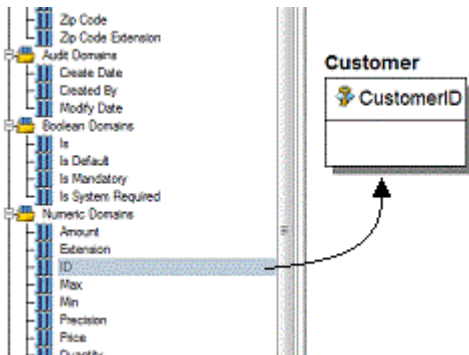 Zip Code
Zip Code Extension
Audit Domains
Create Date
Created By
Modify Date
Boolean Domains
Is
Is Default
Is Mandatory
Is System Required
Numeric Domains
Amount
Extension
ID
Max
Min
Precision
Price
Quantity
Customer
CustomerID